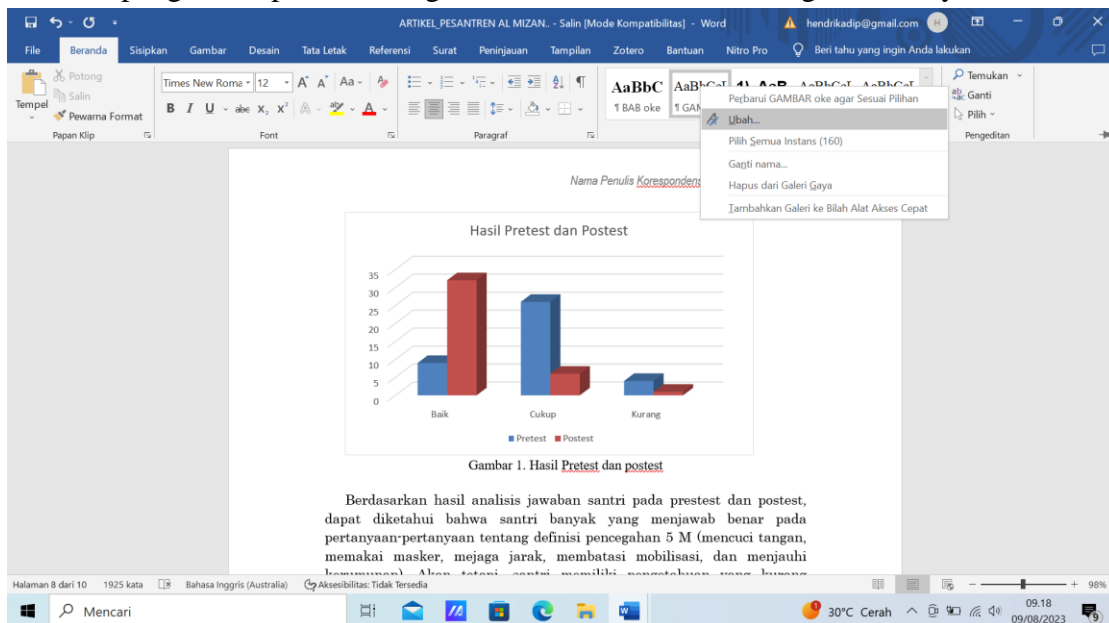 ARTIKEL_PESANTREN AL MIZAN.. - Salin [Mode Kompatibilitas] - Word
hendrikadip@gmail.com
H
File Beranda Sisipkan Gambar Desain Tata Letak Referensi Surat Peninjauan Tampilan Zotero Bantuan Nitro Pro Beri tahu yang ingin Anda lakukan
Tempel
Potong
Salin
Pewarna Format
Papan Klip
Times New Roma 12
Font
Paragraf
AaBbC
¶ BAB oke
Temukan
Ganti
Pilih
Pengeditan
Perbarui GAMBAR oke agar Sesuai Pilihan
Ubah...
Pilih Semua Instans (160)
Ganti nama...
Hapus dari Galeri Gaya
Tambahkan Galeri ke Bilah Alat Akses Cepat
Nama Penulis
Hasil Pretest dan Postest
35
30
25
20
15
10
5
0
Baik Cukup Kurang
Pretest Postest
Gambar 1. Hasil Pretest dan postest
Berdasarkan hasil analisis jawaban santri pada prestest dan postest,
dapat diketahui bahwa santri banyak yang menjawab benar pada
pertanyaan-pertanyaan tentang definisi pencegahan 5 M (mencuci tangan,
memakai masker, mejaga jarak, membatasi mobilisasi, dan menjauhi
Halaman 8 dari 10 1925 kata Bahasa Inggris (Australia) Aksesibilitas: Tidak Tersedia 98%
Mencari
30°C Cerah
09.18
09/08/2023